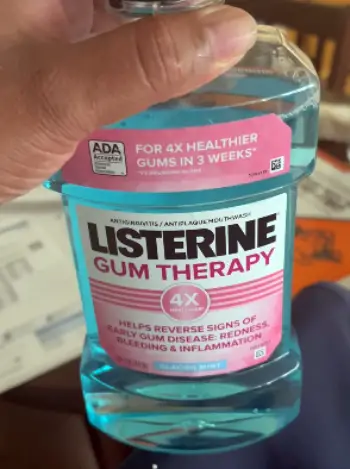 ADA
Accepted
FOR 4X HEALTHIER
GUMS IN 3 WEEKS*
ANTIGINGIVITIS / ANTIPLAQUE MOUTHWASH
LISTERINE
GUM THERAPY
4X
HELPS REVERSE SIGNS OF
EARLY GUM DISEASE: REDNESS,
BLEEDING & INFLAMMATION
GLACIER MINT